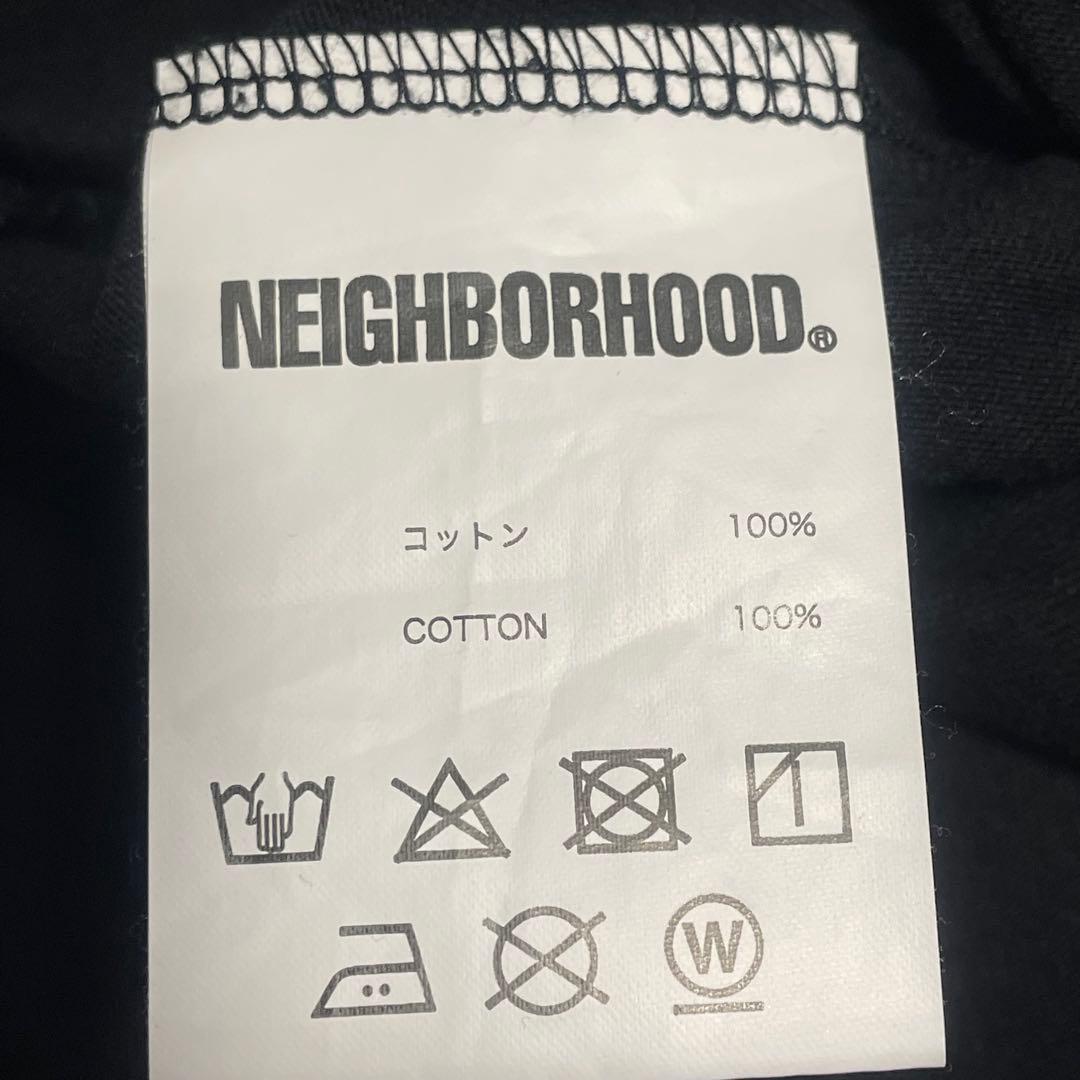 NEIGHBORHOOD®
コットン 100%
COTTON 100%
W